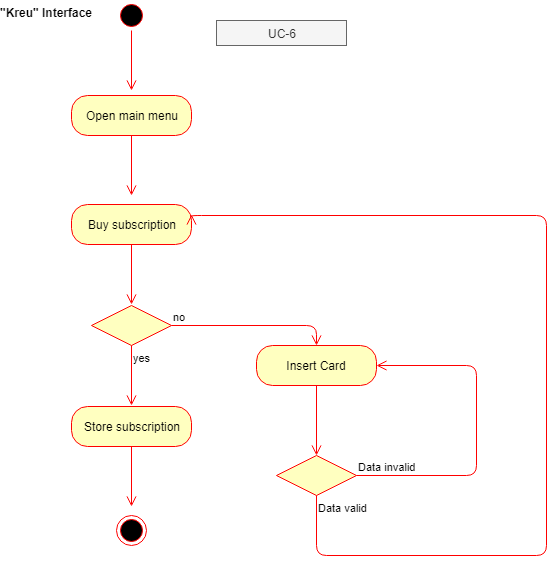 "Kreu" Interface
UC-6
Open main menu
Buy subscription
no
Insert Card
yes
Store subscription
Data invalid
Data valid